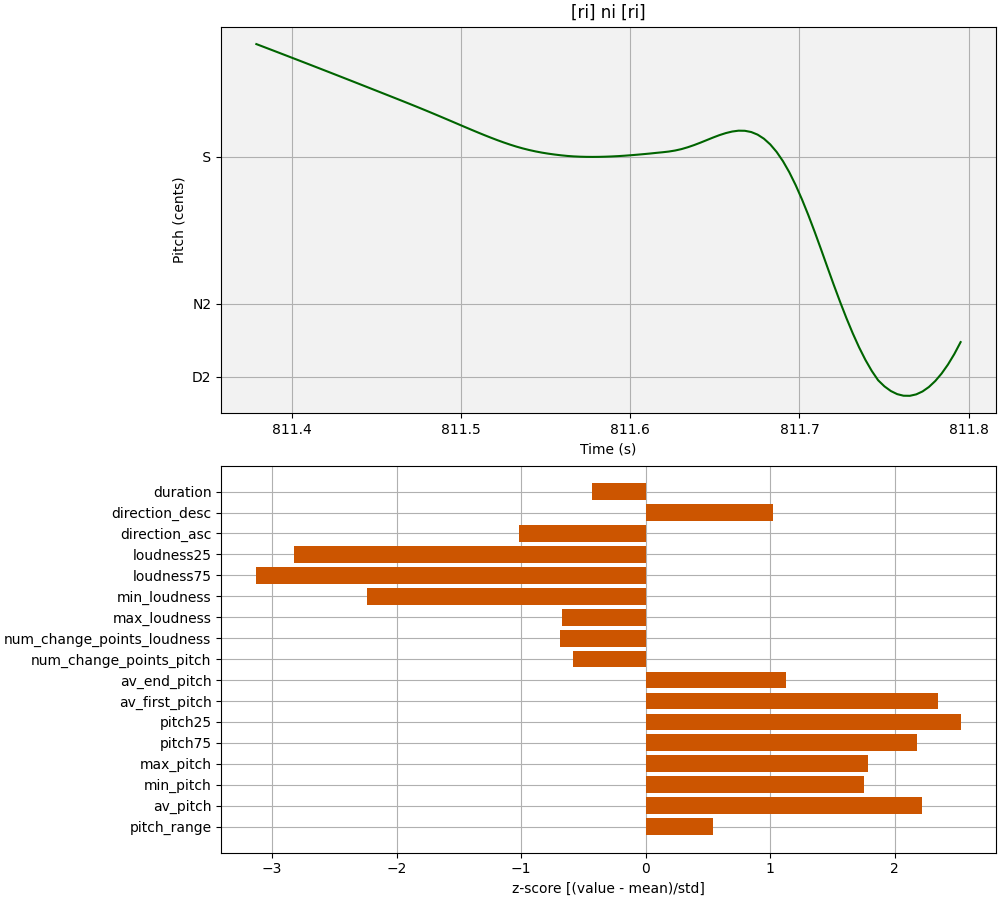 [ri] ni [ri]
Pitch (cents)
S
N2
D2
811.4 811.5 811.6 811.7 811.8
Time (s)
duration
direction_desc
direction_asc
loudness25
loudness75
min_loudness
max_loudness
num_change_points_loudness
num_change_points_pitch
av_end_pitch
av_first_pitch
pitch25
pitch75
max_pitch
min_pitch
av_pitch
pitch_range
−3 −2 −1 0 1 2
z-score [(value - mean)/std]